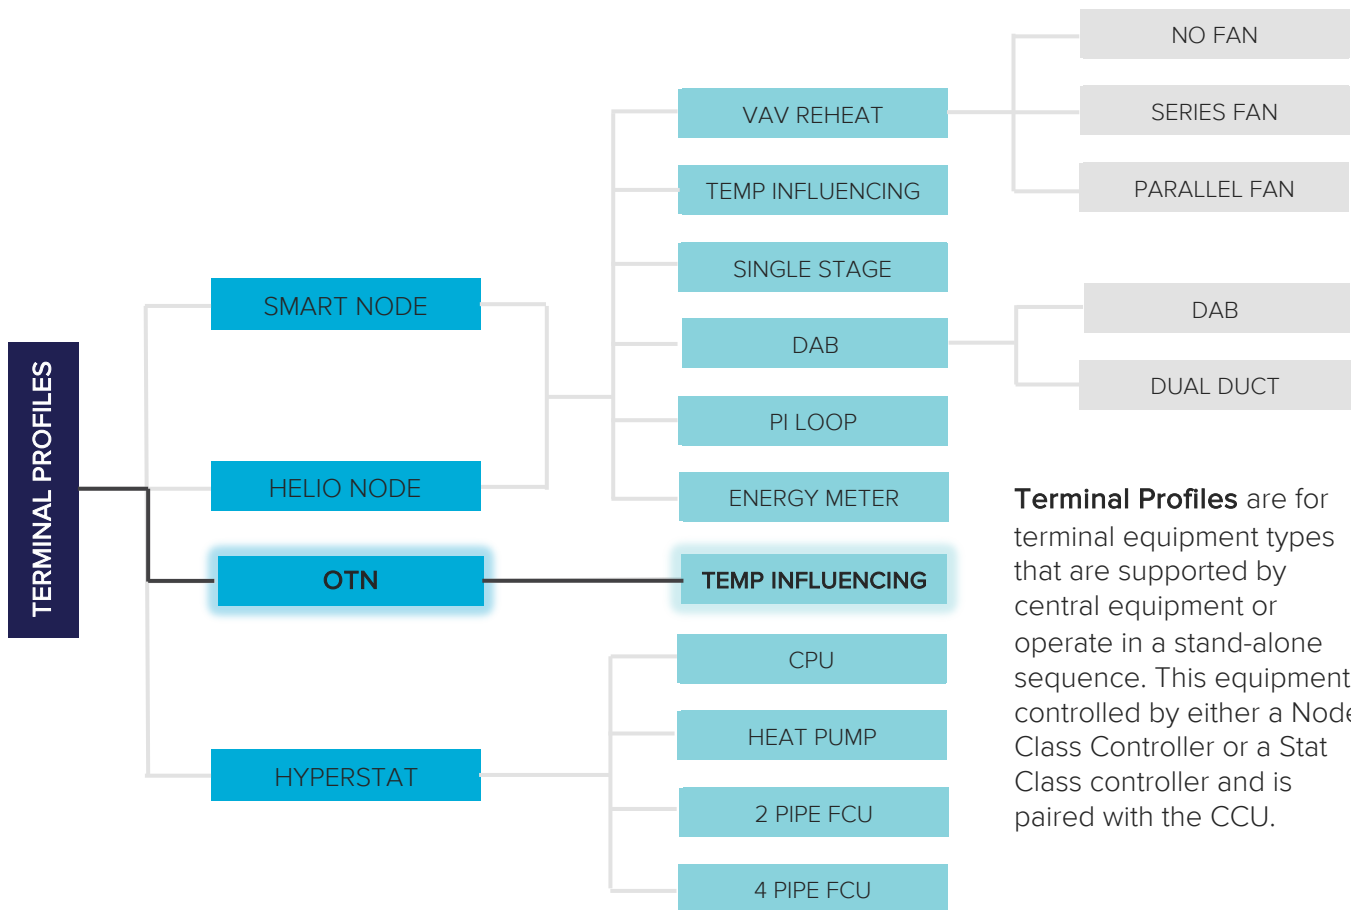 TERMINAL PROFILES
SMART NODE
HELIO NODE
OTN
HYPERSTAT
VAV REHEAT
TEMP INFLUENCING
SINGLE STAGE
DAB
PI LOOP
ENERGY METER
TEMP INFLUENCING
CPU
HEAT PUMP
2 PIPE FCU
4 PIPE FCU
NO FAN
SERIES FAN
PARALLEL FAN
DAB
DUAL DUCT
Terminal Profiles are for
terminal equipment types
that are supported by
central equipment or
operate in a stand-alone
sequence. This equipment
controlled by either a Node
Class Controller or a Stat
Class controller and is
paired with the CCU.